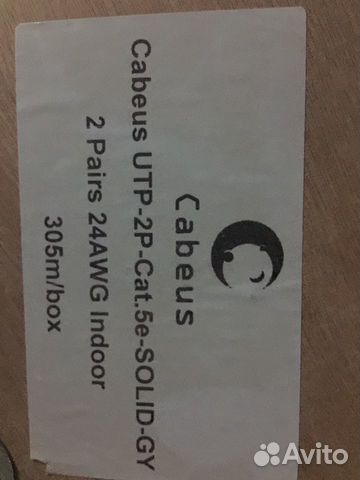 Cabeus
Cabeus UTP-2P-Cat.5e-SOLID-GY
2 Pairs 24AWG Indoor
305m/box
Avito